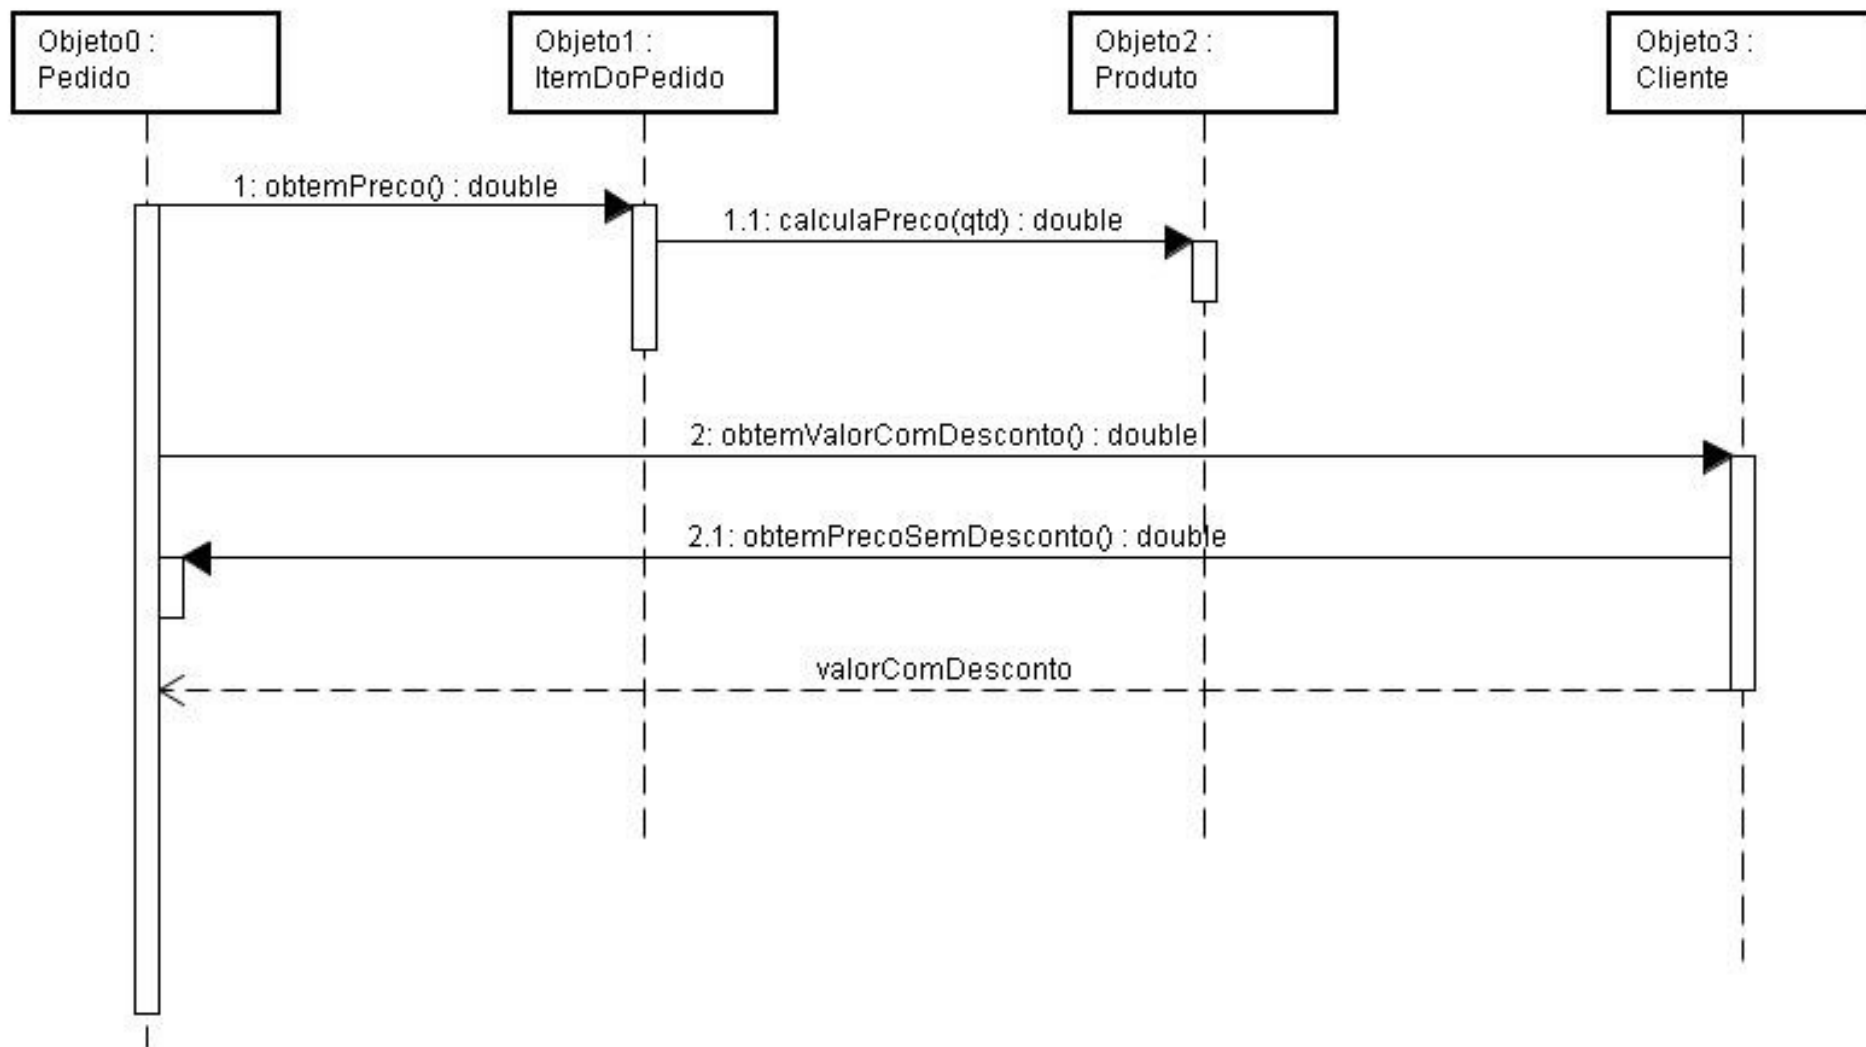 Objeto0 :
Pedido
Objeto1 :
ItemDoPedido
Objeto2 :
Produto
Objeto3 :
Cliente
1: obtemPreco() : double
1.1: calculaPreco(qtd) : double
2: obtemValorComDesconto() : double
2.1: obtemPrecoSemDesconto() : double
valorComDesconto